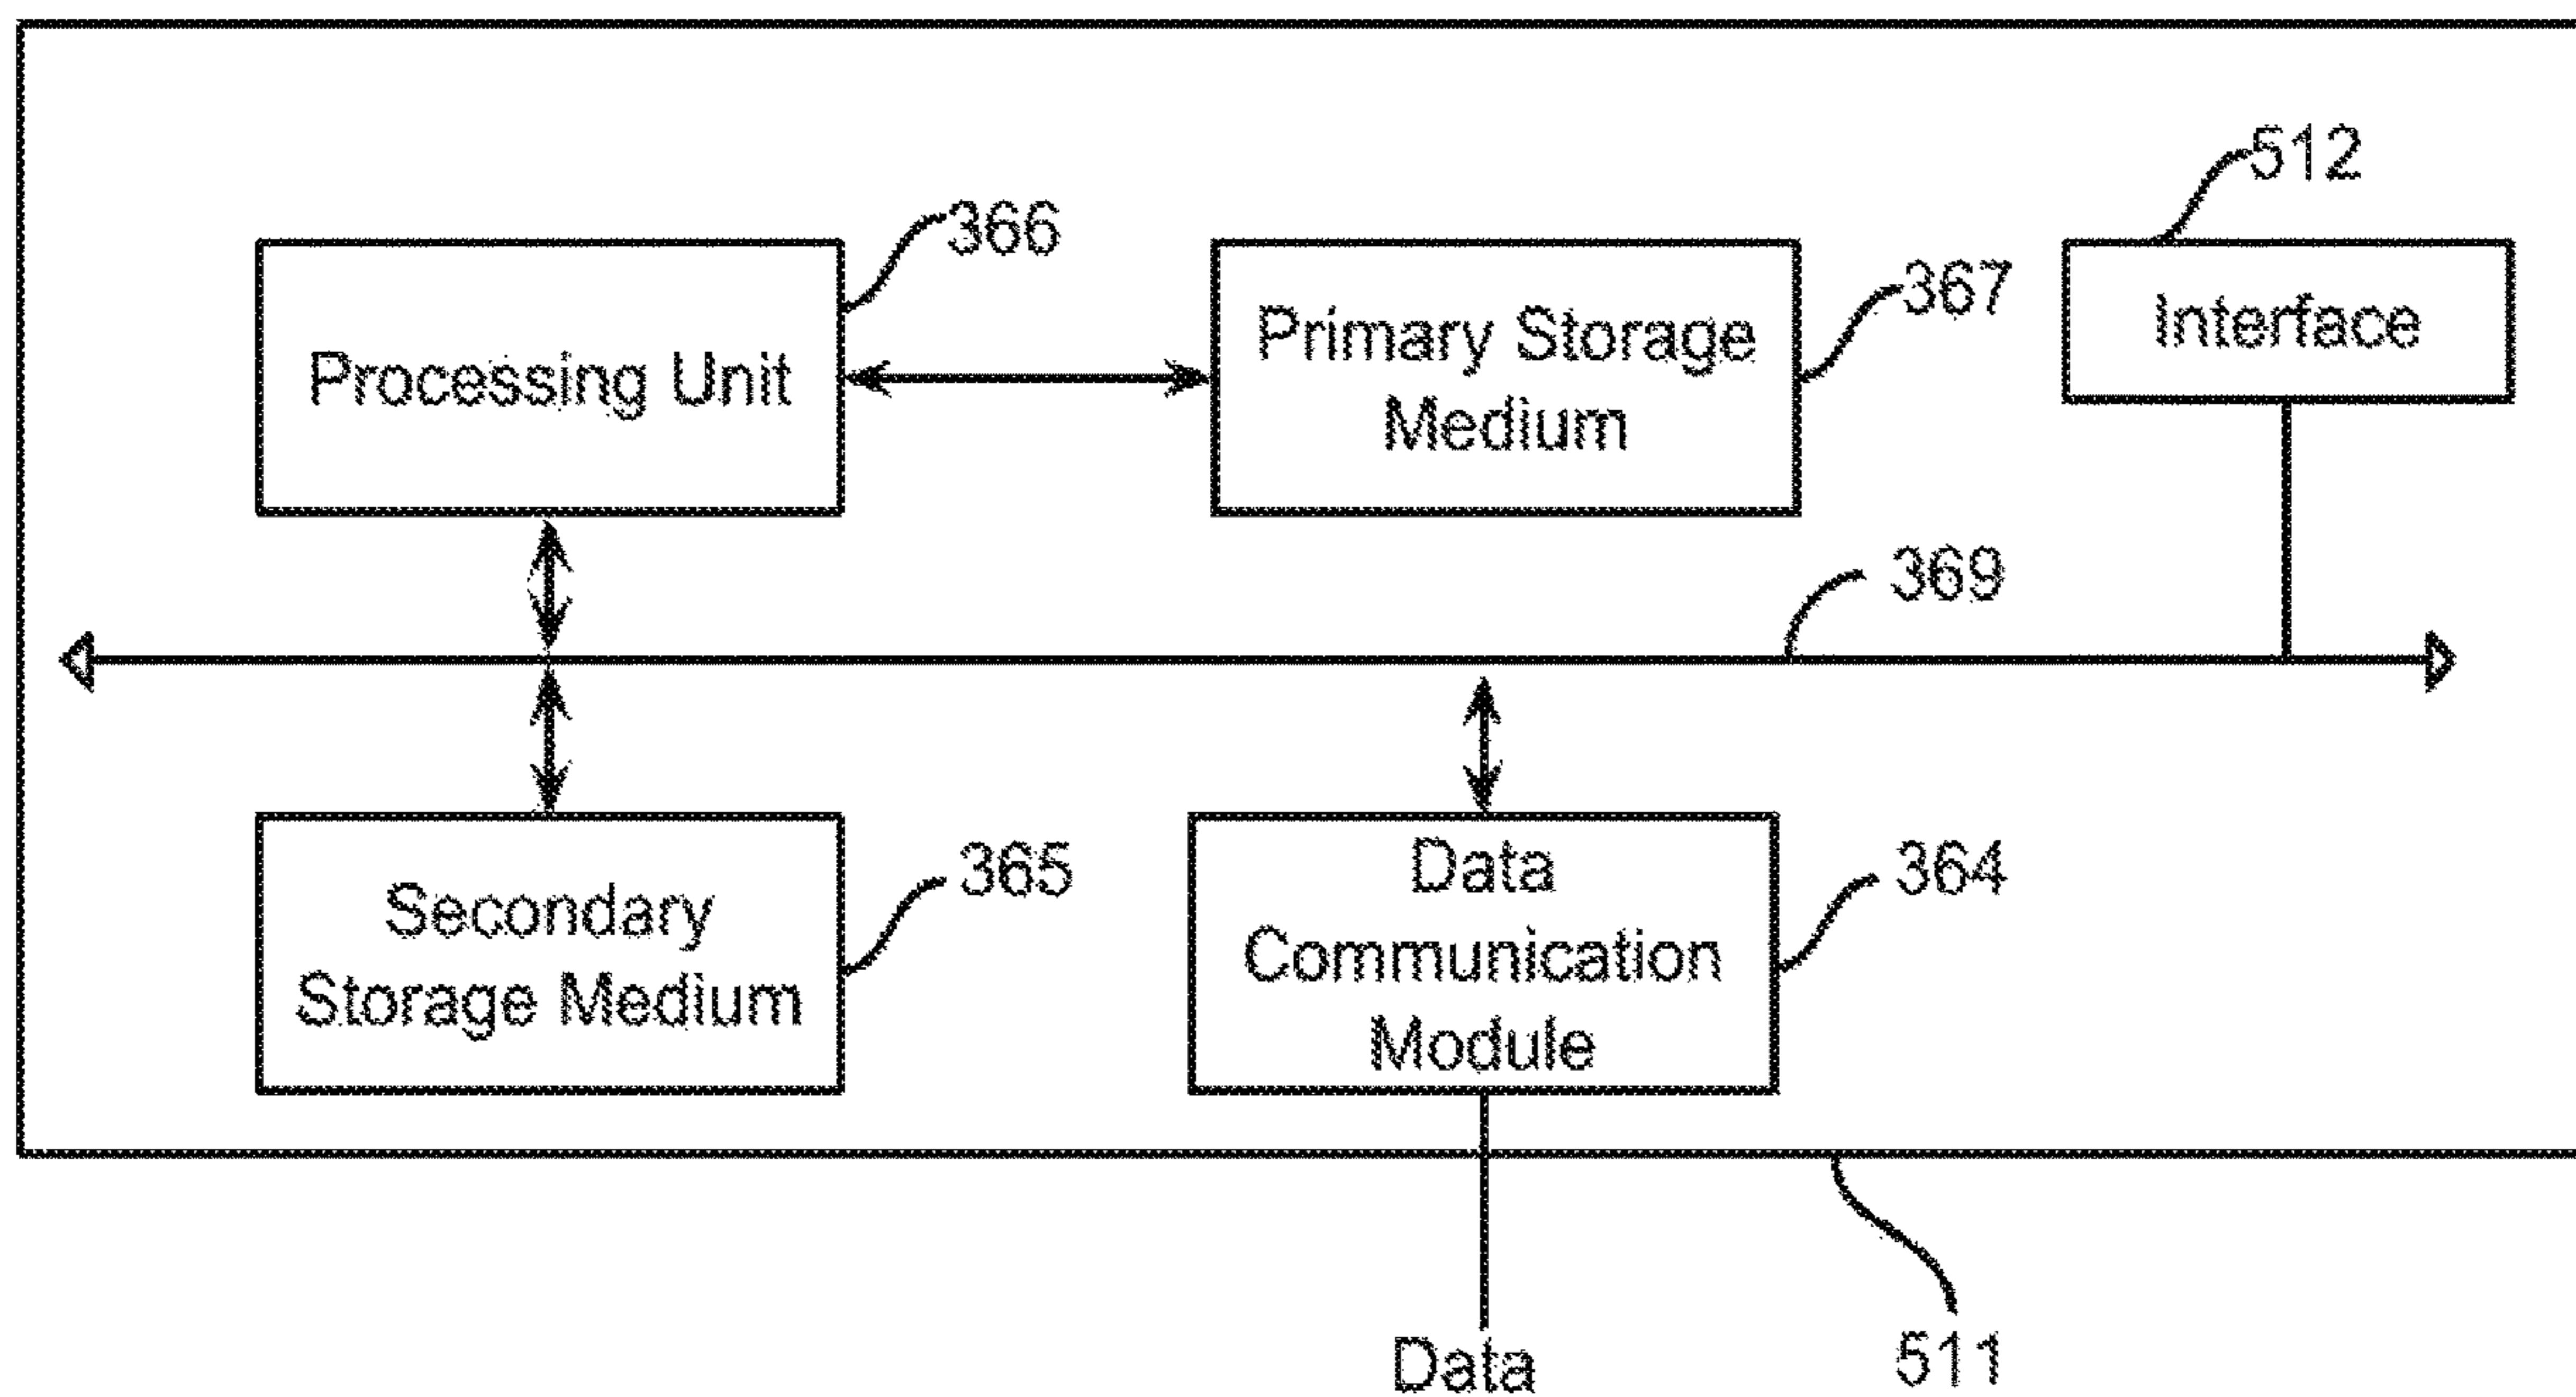 512
366
Processing Unit
Primary Storage
Medium
367
Interface
369
Secondary
Storage Medium
365
Data
Communication
Module
364
Data
511